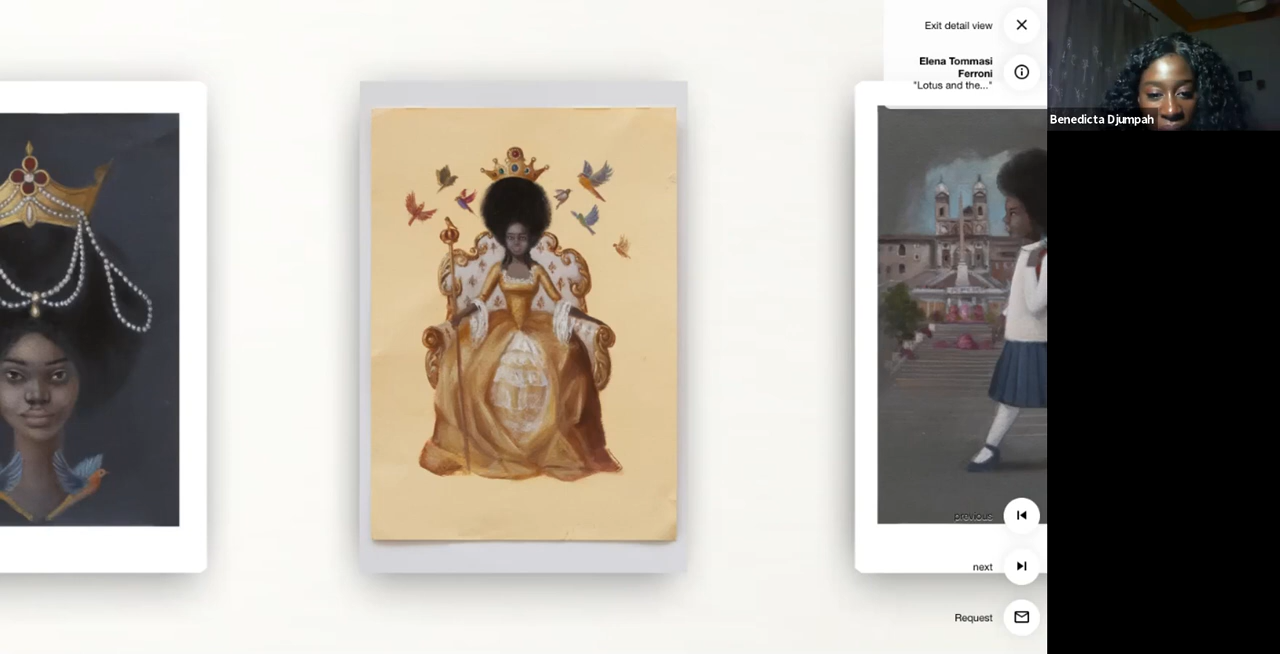 Exit detail view
Elena Tommasi
Ferroni
"Lotus and the..."
Benedicta Djumpah
previous
next
Request